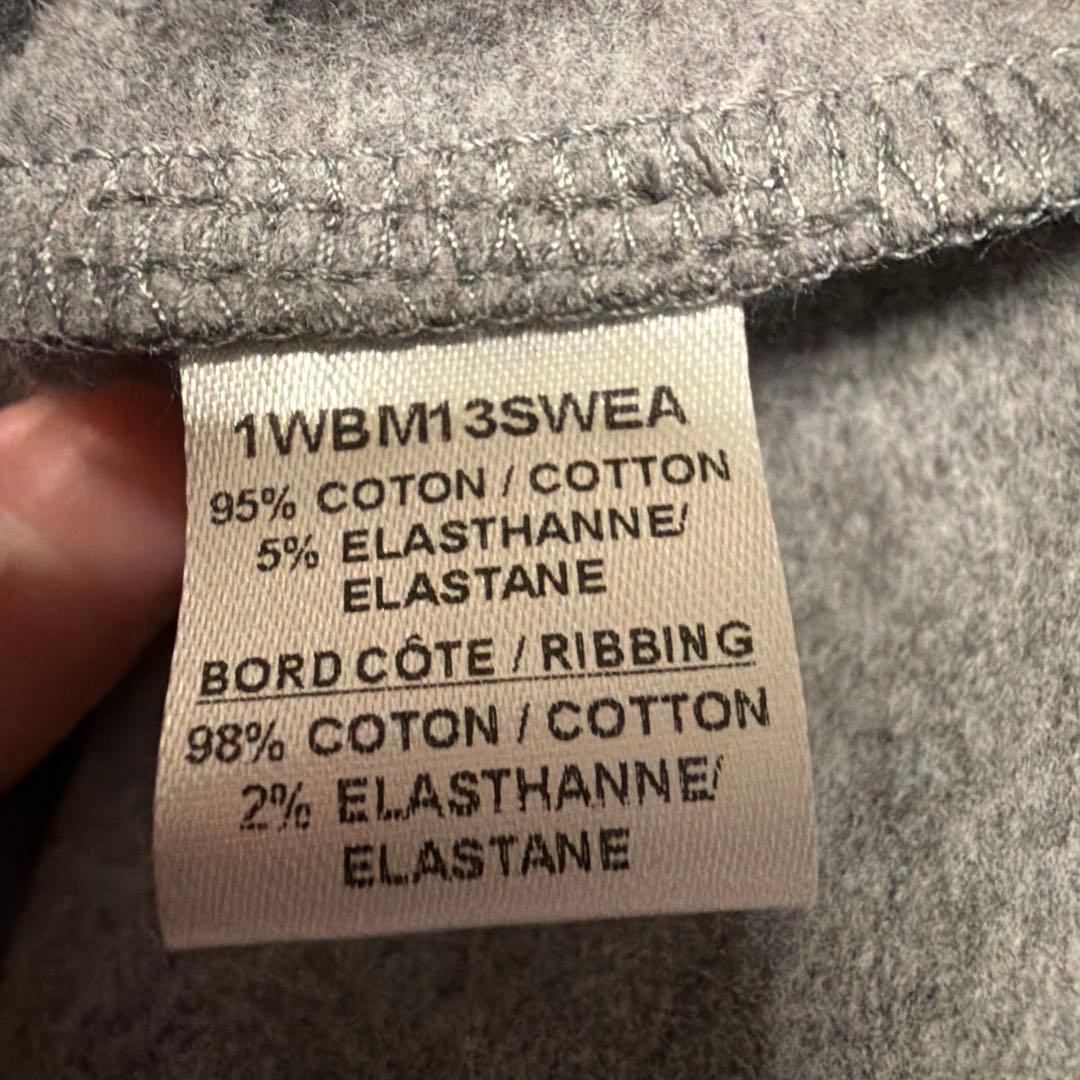 1WBM13SWEA
95% COTON / COTTON
5% ELASTHANNE/
ELASTANE
BORD CÔTE / RIBBING
98% COTON / COTTON
2% ELASTHANNE/
ELASTANE